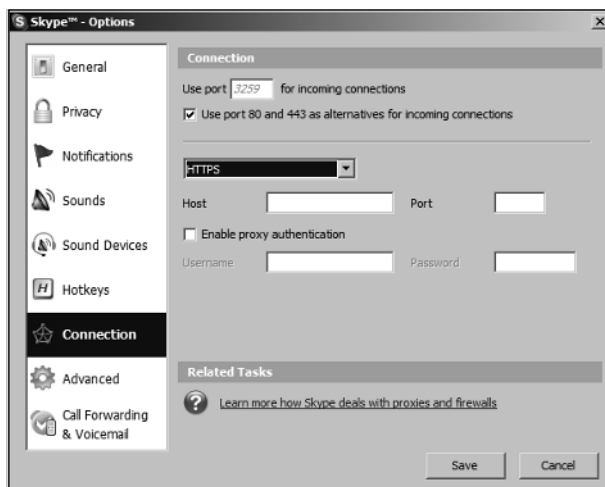 Skype™ - Options
General
Privacy
Notifications
Sounds
Sound Devices
Hotkeys
Connection
Advanced
Call Forwarding
& Voicemail
Connection
Use port 3259 for incoming connections
Use port 80 and 443 as alternatives for incoming connections
HTTPS
Host Port
Enable proxy authentication
Username Password
Related Tasks
Learn more how Skype deals with proxies and firewalls
Save Cancel